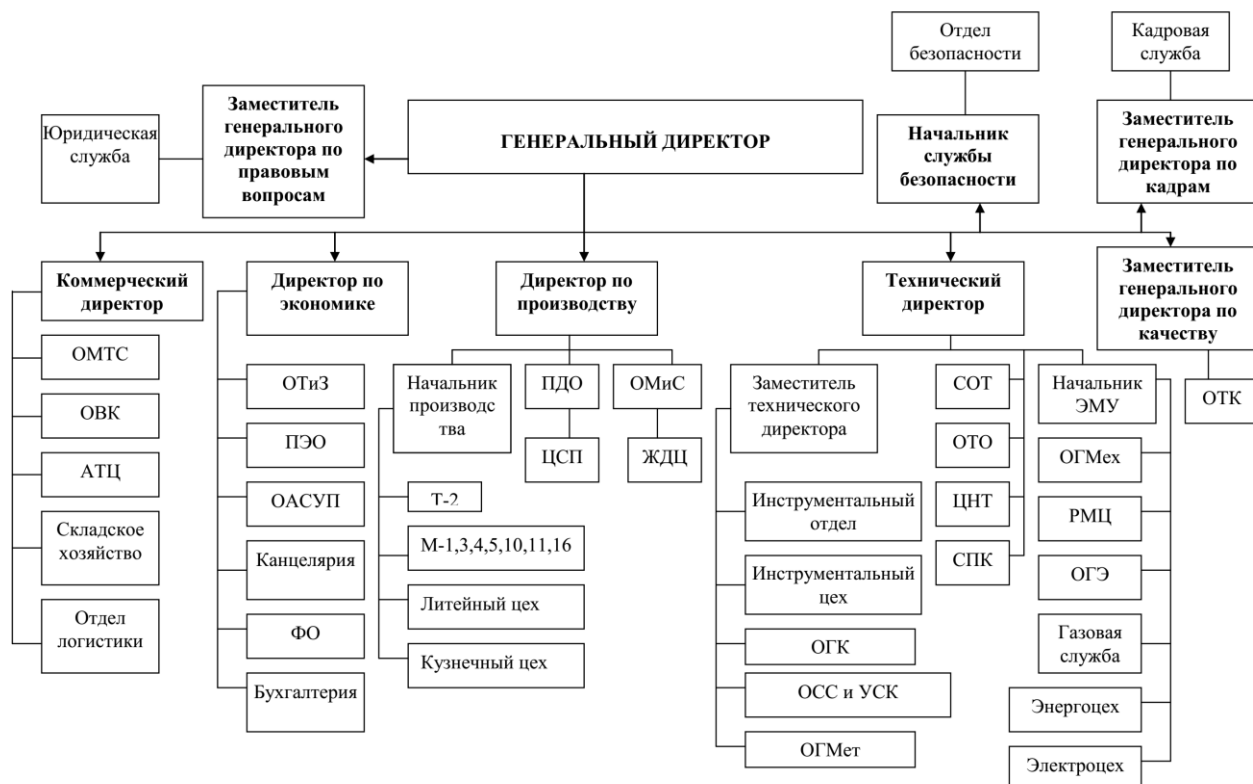 Отдел
безопасности
Кадровая
служба
Юридическая
служба
Заместитель
генерального
директора по
правовым
вопросам
ГЕНЕРАЛЬНЫЙ ДИРЕКТОР
Начальник
службы
безопасности
Заместитель
генерального
директора по
кадрам
Коммерческий
директор
Директор по
экономике
Директор по
производству
Технический
директор
Заместитель
генерального
директора по
качеству
ОМТС
ОВК
АТЦ
Складское
хозяйство
Отдел
логистики
ОТиЗ
ПЭО
ОАСУП
Канцелярия
ФО
Бухгалтерия
Начальник
производс
тва
ПДО
ОМиС
ЦСП
ЖДЦ
Т-2
М-1,3,4,5,10,11,16
Литейный цех
Кузнечный цех
Заместитель
технического
директора
Инструментальный
отдел
Инструментальный
цех
ОГК
ОСС и УСК
ОГМет
СОТ
ОТО
ЦНТ
СПК
Начальник
ЭМУ
ОГМех
РМЦ
ОГЭ
Газовая
служба
Энергоцех
Электроцех
ОТК